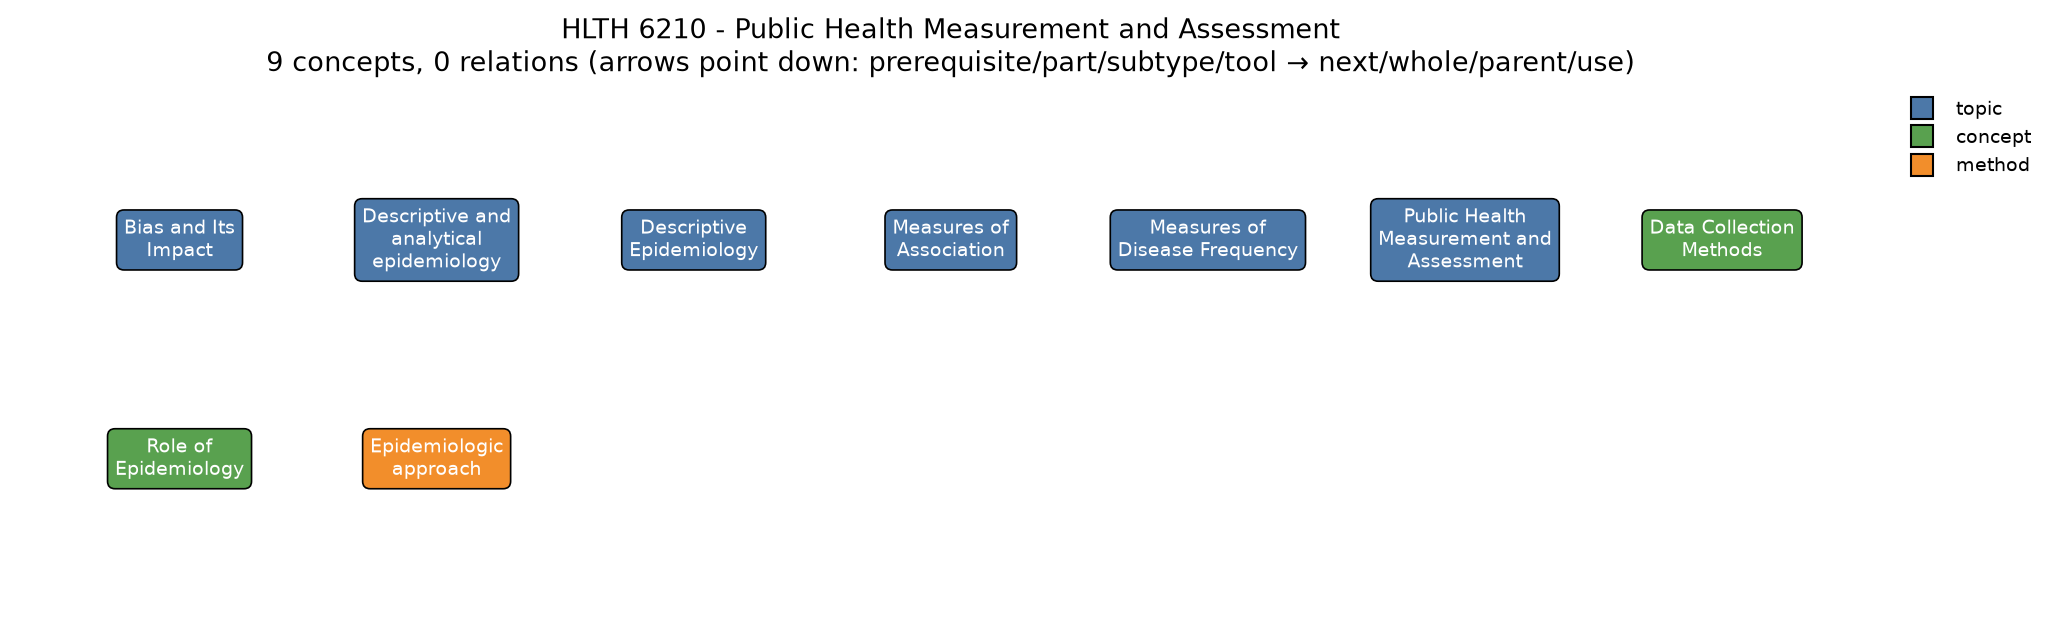 HLTH 6210 - Public Health Measurement and Assessment
9 concepts, 0 relations (arrows point down: prerequisite/part/subtype/tool → next/whole/parent/use)
topic
concept
method
Bias and Its
Impact
Descriptive and
analytical
epidemiology
Descriptive
Epidemiology
Measures of
Association
Measures of
Disease Frequency
Public Health
Measurement and
Assessment
Data Collection
Methods
Role of
Epidemiology
Epidemiologic
approach